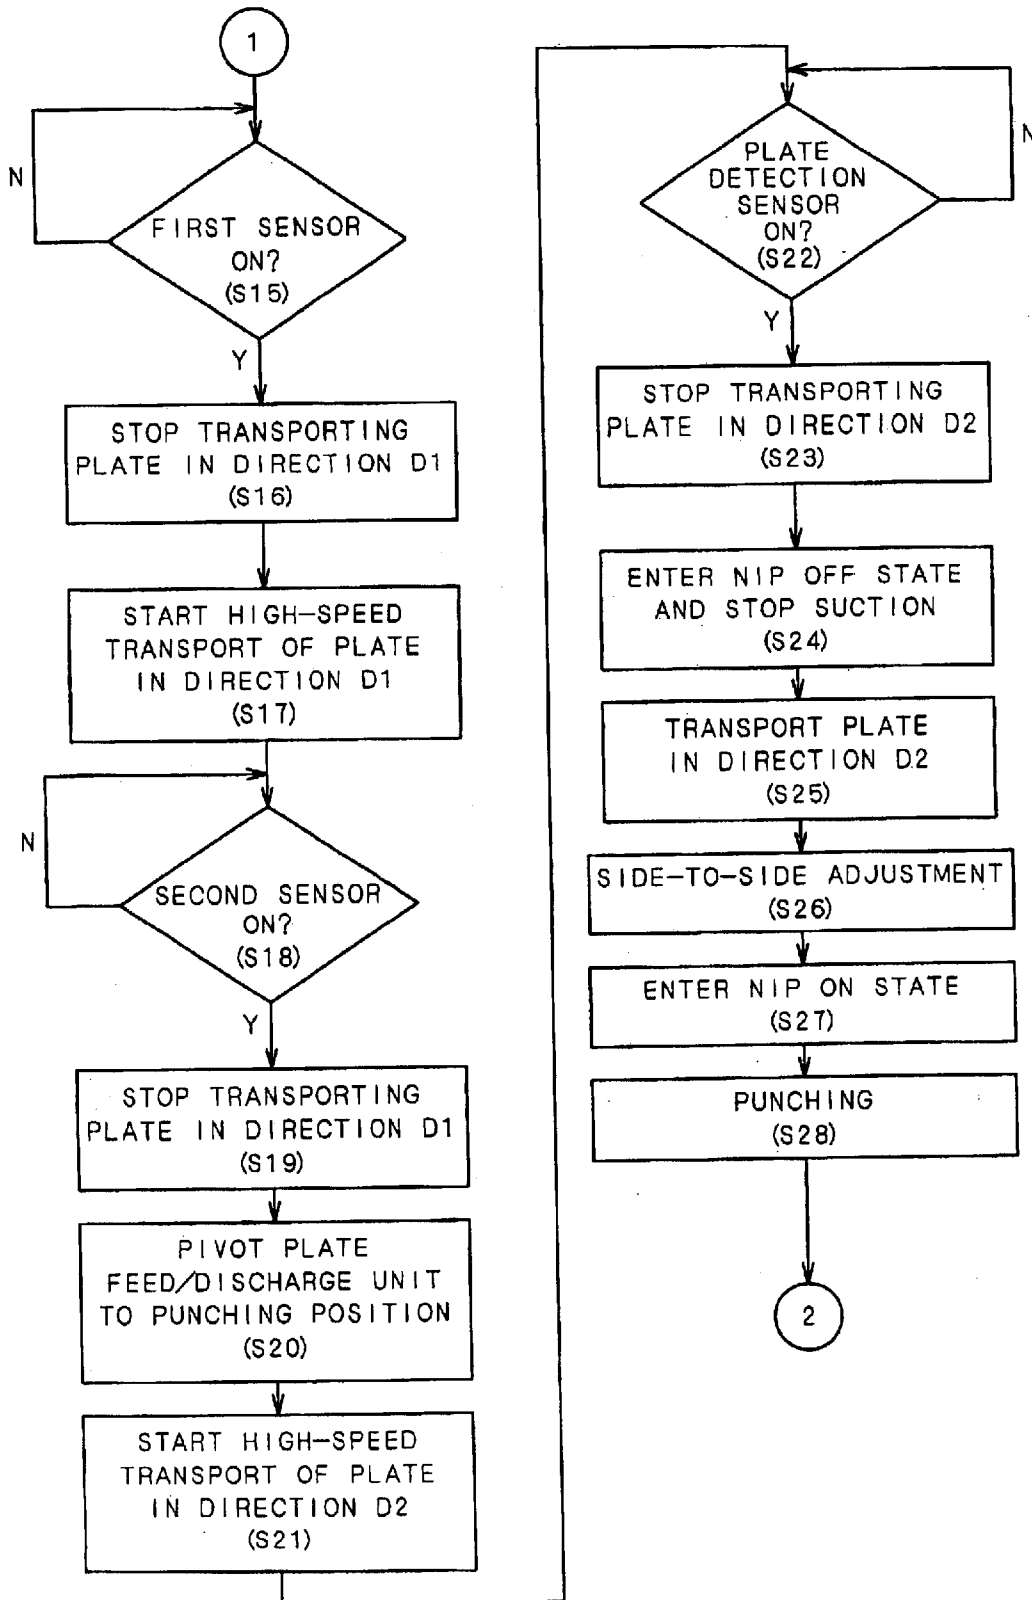 1
N
FIRST SENSOR
ON?
(S15)
Y
STOP TRANSPORTING
PLATE IN DIRECTION D1
(S16)
START HIGH-SPEED
TRANSPORT OF PLATE
IN DIRECTION D1
(S17)
N
SECOND SENSOR
ON?
(S18)
Y
STOP TRANSPORTING
PLATE IN DIRECTION D1
(S19)
PIVOT PLATE
FEED/DISCHARGE UNIT
TO PUNCHING POSITION
(S20)
START HIGH-SPEED
TRANSPORT OF PLATE
IN DIRECTION D2
(S21)
PLATE
DETECTION
SENSOR
ON?
(S22)
N
Y
STOP TRANSPORTING
PLATE IN DIRECTION D2
(S23)
ENTER NIP OFF STATE
AND STOP SUCTION
(S24)
TRANSPORT PLATE
IN DIRECTION D2
(S25)
SIDE-TO-SIDE ADJUSTMENT
(S26)
ENTER NIP ON STATE
(S27)
PUNCHING
(S28)
2